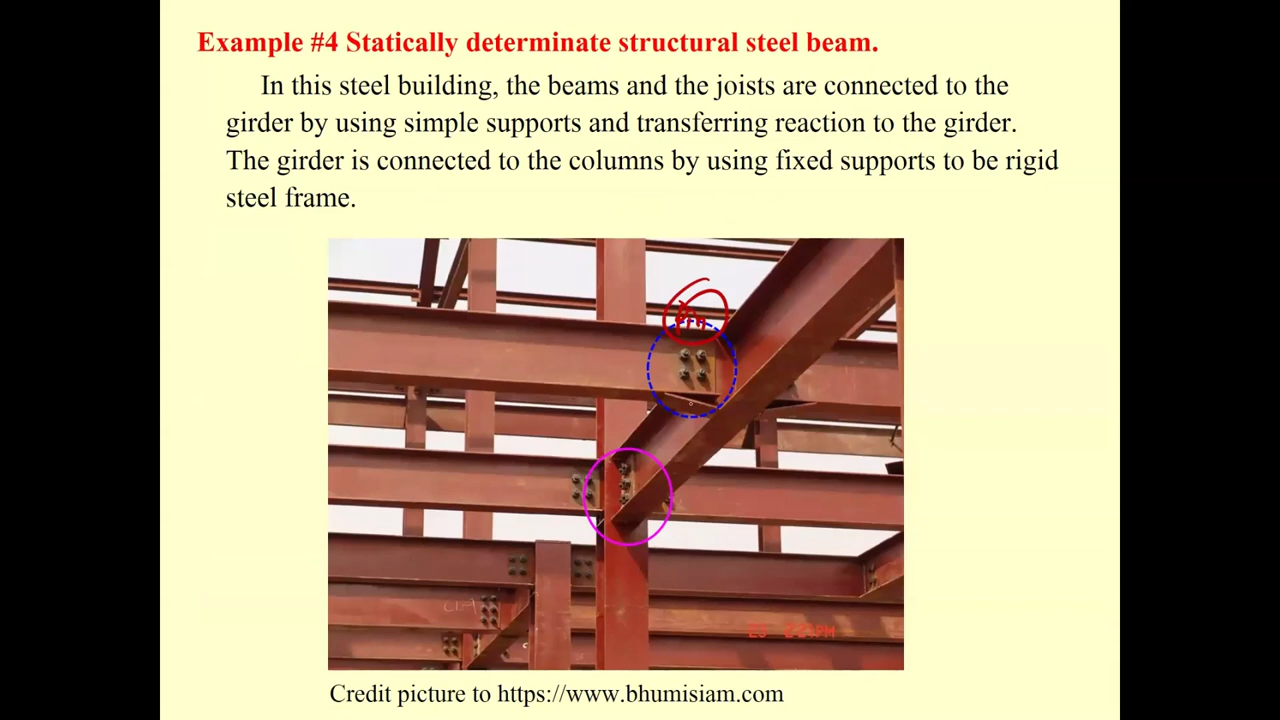 Example #4 Statically determinate structural steel beam.
In this steel building, the beams and the joists are connected to the
girder by using simple supports and transferring reaction to the girder.
The girder is connected to the columns by using fixed supports to be rigid
steel frame.
Credit picture to https://www.bhumisiam.com